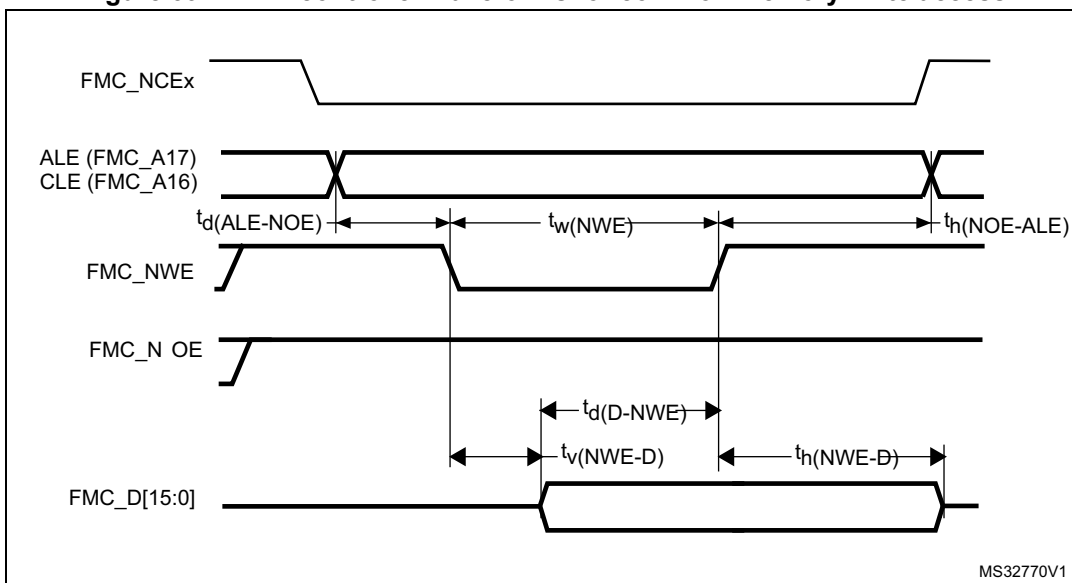 FMC_NCEx
ALE (FMC_A17)
CLE (FMC_A16)
td(ALE-NOE)
tw(NWE)
th(NOE-ALE)
FMC_NWE
FMC_N OE
td(D-NWE)
tv(NWE-D)
th(NWE-D)
FMC_D[15:0]
MS32770V1